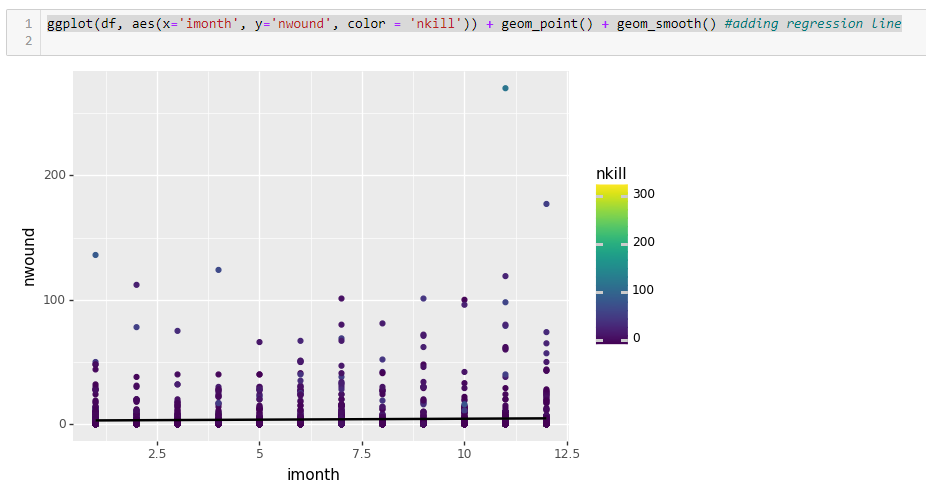 1 ggplot(df, aes(x='imonth', y='nwound', color = 'nkill')) + geom_point() + geom_smooth() #adding regression line
2
nkill
300
200
100
0
200
100
0
nwound
2.5 5 7.5 10 12.5
imonth